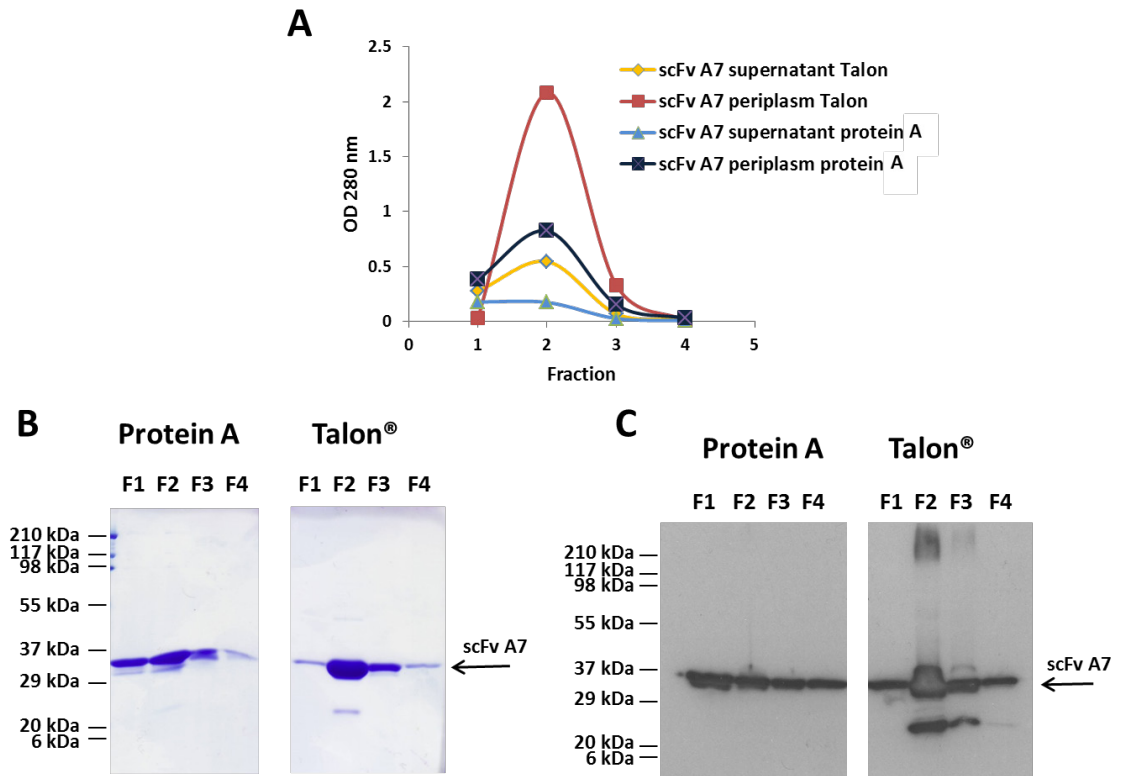 A
2.5
2
1.5
1
0.5
0
OD 280 nm
0 1 2 3 4 5
Fraction
scFv A7 supernatant Talon
scFv A7 periplasm Talon
scFv A7 supernatant protein A
scFv A7 periplasm protein A
B
Protein A Talon®
F1 F2 F3 F4 F1 F2 F3 F4
210 kDa
117 kDa
98 kDa
55 kDa
37 kDa
29 kDa
20 kDa
6 kDa
scFv A7
C
Protein A Talon®
F1 F2 F3 F4 F1 F2 F3 F4
210 kDa
117 kDa
98 kDa
55 kDa
37 kDa
29 kDa
20 kDa
6 kDa
scFv A7